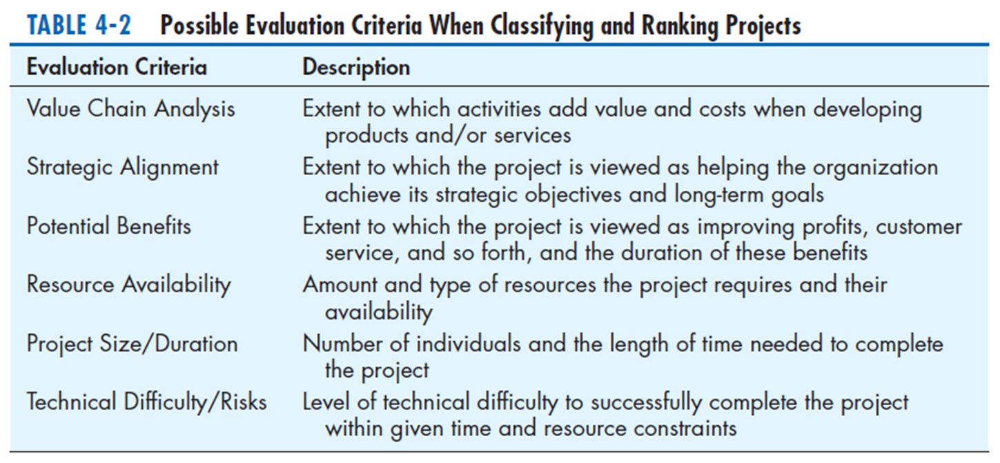 TABLE 4-2 Possible Evaluation Criteria When Classifying and Ranking Projects
Evaluation Criteria Description
Value Chain Analysis Extent to which activities add value and costs when developing
products and/or services
Strategic Alignment Extent to which the project is viewed as helping the organization
achieve its strategic objectives and long-term goals
Potential Benefits Extent to which the project is viewed as improving profits, customer
service, and so forth, and the duration of these benefits
Resource Availability Amount and type of resources the project requires and their
availability
Project Size/Duration Number of individuals and the length of time needed to complete
the project
Technical Difficulty/Risks Level of technical difficulty to successfully complete the project
within given time and resource constraints